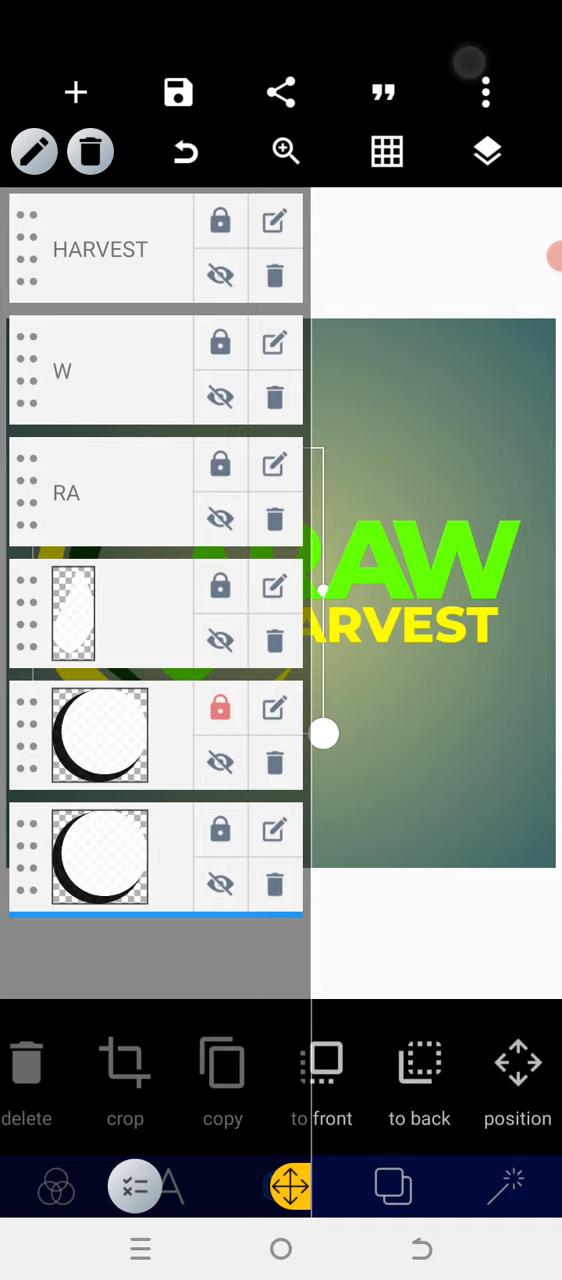 HARVEST
W
RA
RAW
ARVEST
delete
crop
copy
to front
to back
position